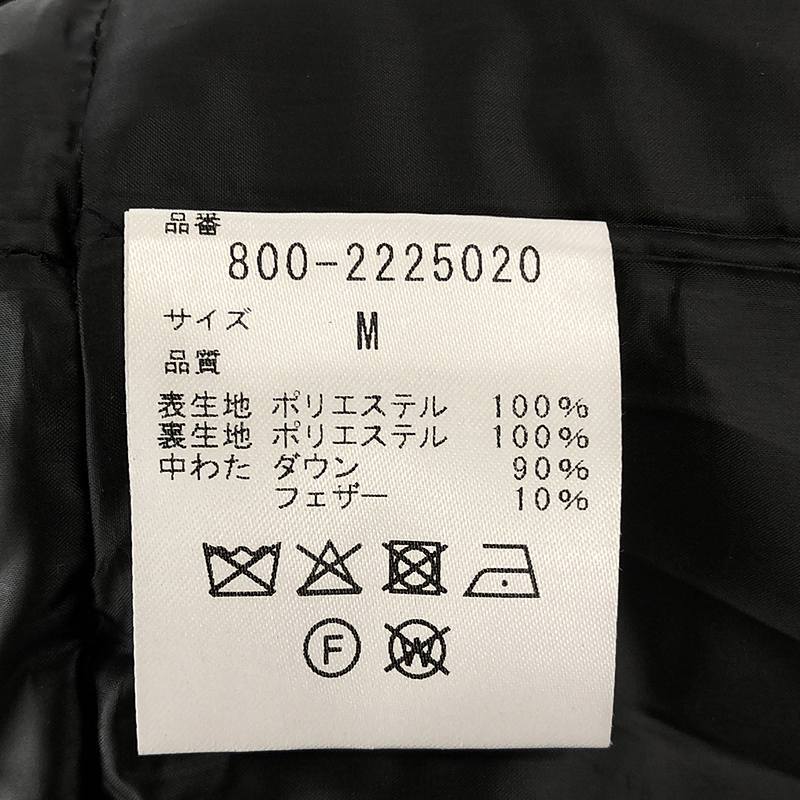 品番
800-2225020
サイズ M
品質
表生地 ポリエステル 100%
裏生地 ポリエステル 100%
中わた ダウン 90%
フェザー 10%
F W